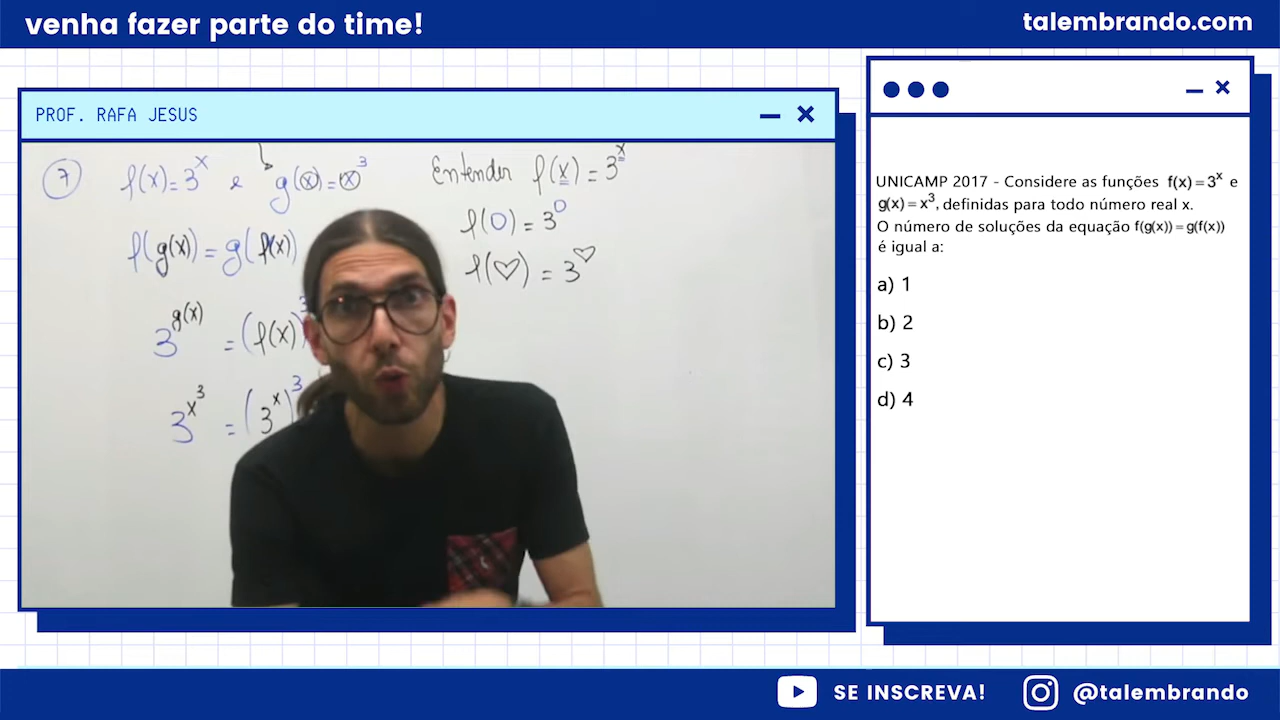 venha fazer parte do time!
talembrando.com
PROF. RAFA JESUS
7
f(x)=3^x e g(x)=x^3
f(g(x))=g(f(x))
3^g(x) =(f(x))^3
3^x^3 =(3^x)^3
Entender f(x)=3^x
f(0)=3^0
f(♡)=3^♡
UNICAMP 2017 - Considere as funções f(x)=3^x e
g(x)=x^3, definidas para todo número real x.
O número de soluções da equação f(g(x))=g(f(x))
é igual a:
a) 1
b) 2
c) 3
d) 4
SE INSCREVA!
@talembrando